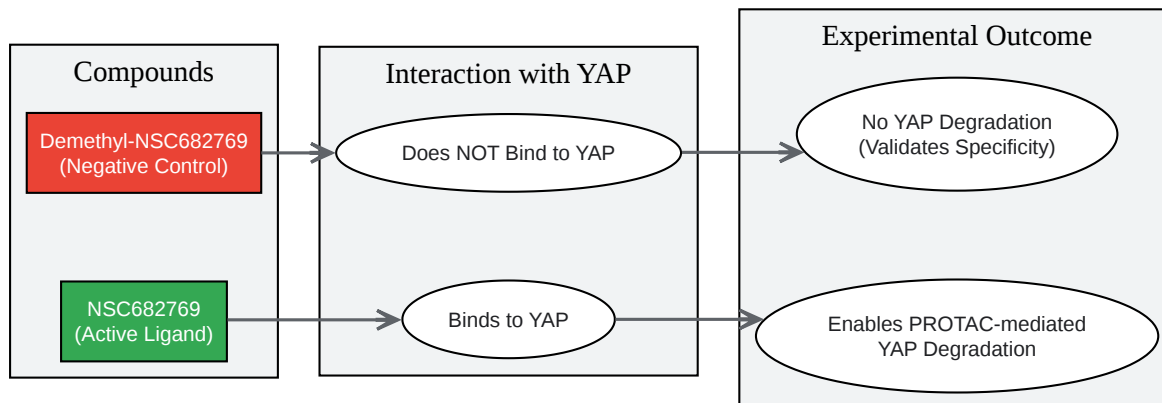 Compounds
Interaction with YAP
Experimental Outcome
Demethyl-NSC682769
(Negative Control)
Does NOT Bind to YAP
No YAP Degradation
(Validates Specificity)
NSC682769
(Active Ligand)
Binds to YAP
Enables PROTAC-mediated
YAP Degradation